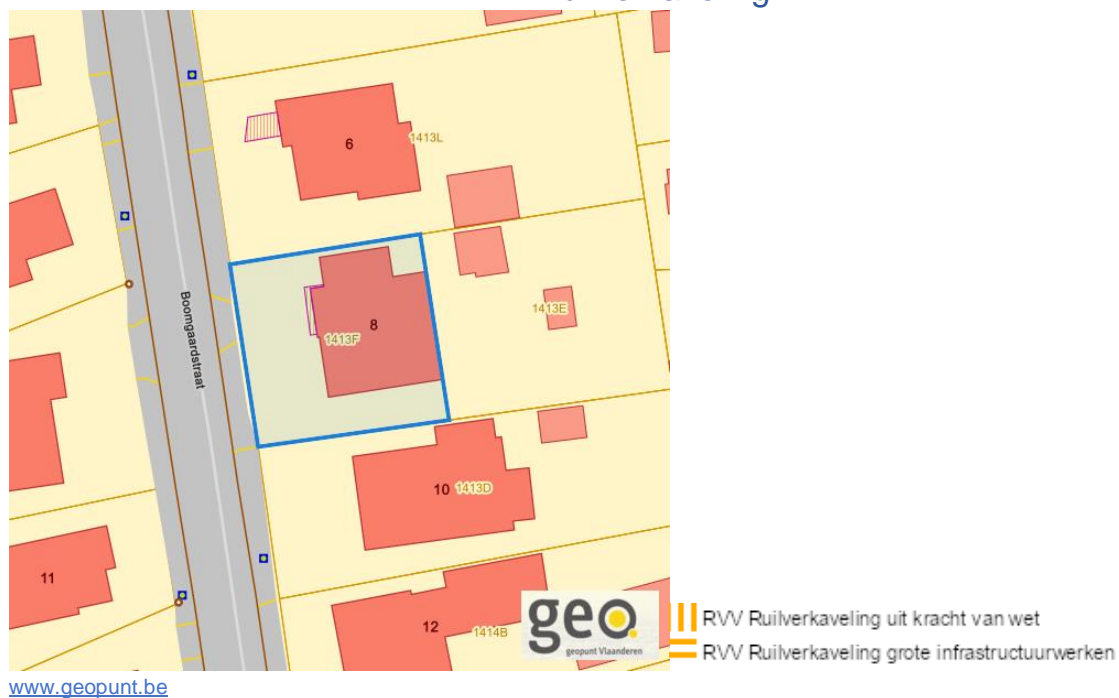 6
1413L
Boomgaardstraat
8
1413F
1413E
10 1413D
11
12 1414B
geo
geopunt Vlaanderen
RVV Ruilverkaveling uit kracht van wet
RVV Ruilverkaveling grote infrastructuurwerken
www.geopunt.be